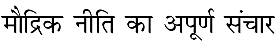 मौद्रिक नीति का अपूर्ण संचार